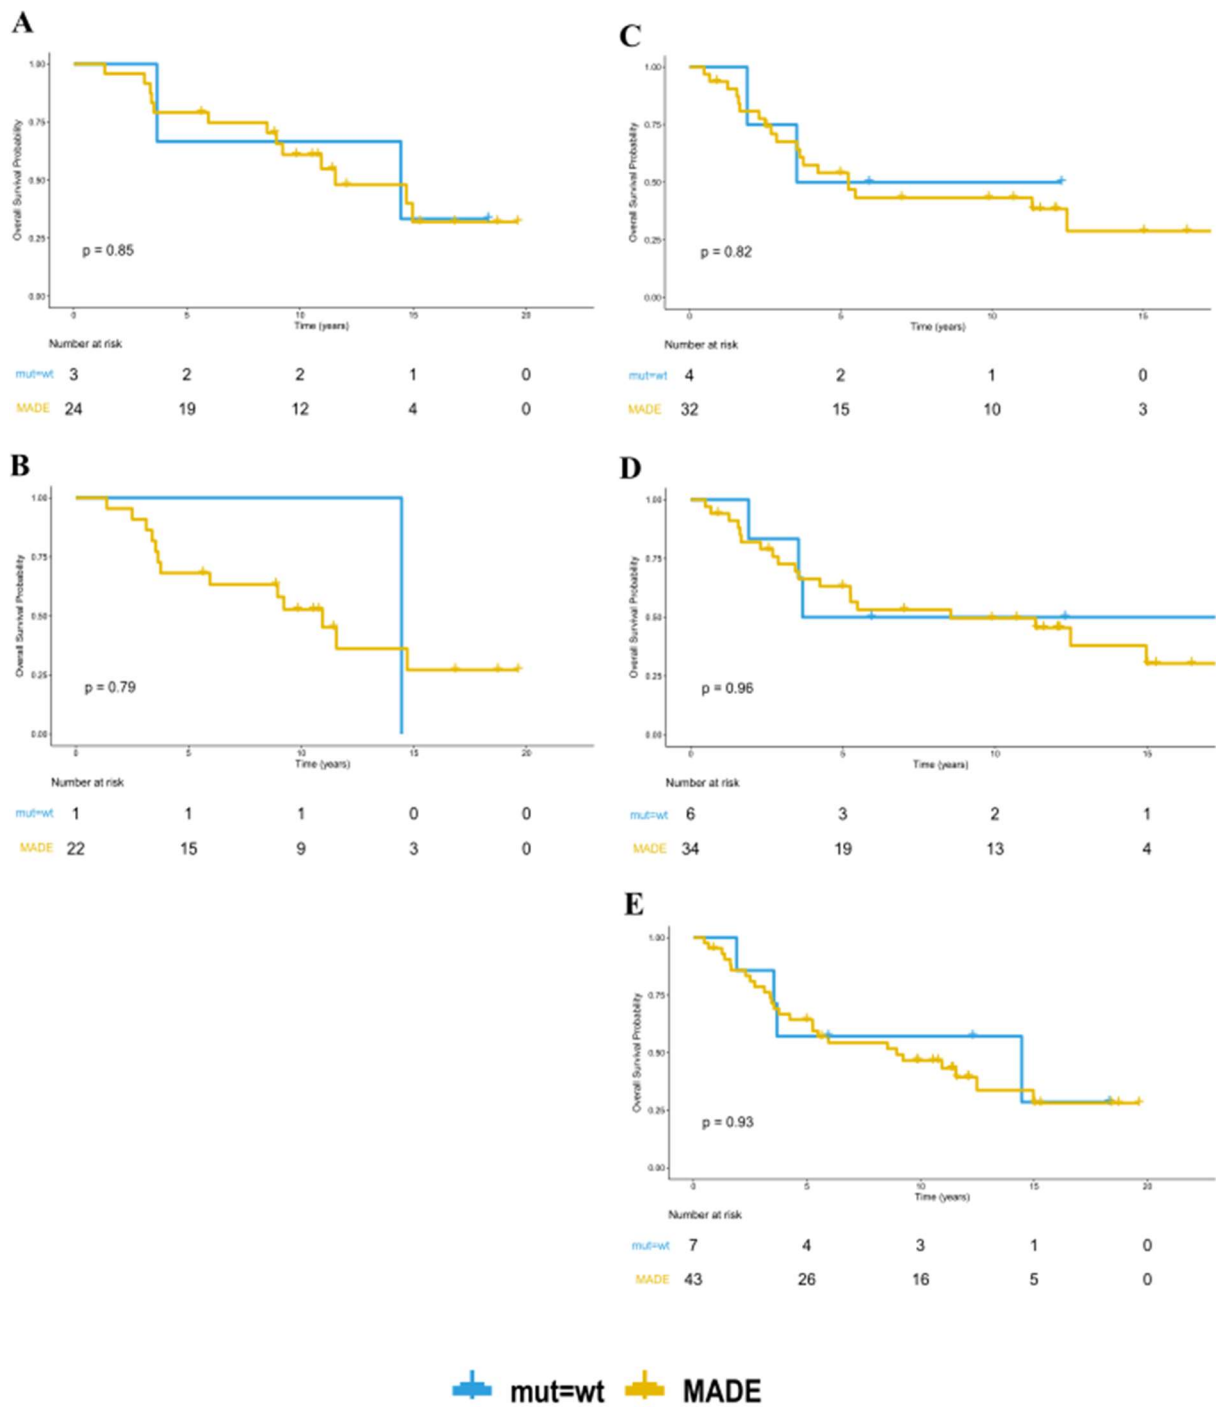 A
1.00
0.75
0.50
0.25
0.00
Overall Survival Probability
p = 0.85
0 5 10 15 20
Time (years)
Number at risk
mut=wt 3 2 2 1 0
MADE 24 19 12 4 0
B
1.00
0.75
0.50
0.25
0.00
Overall Survival Probability
p = 0.79
0 5 10 15 20
Time (years)
Number at risk
mut=wt 1 1 1 0 0
MADE 22 15 9 3 0
C
1.00
0.75
0.50
0.25
0.00
Overall Survival Probability
p = 0.82
0 5 10 15
Time (years)
Number at risk
mut=wt 4 2 1 0
MADE 32 15 10 3
D
1.00
0.75
0.50
0.25
0.00
Overall Survival Probability
p = 0.96
0 5 10 15
Time (years)
Number at risk
mut=wt 6 3 2 1
MADE 34 19 13 4
E
1.00
0.75
0.50
0.25
0.00
Overall Survival Probability
p = 0.93
0 5 10 15 20
Time (years)
Number at risk
mut=wt 7 4 3 1 0
MADE 43 26 16 5 0
mut=wt MADE